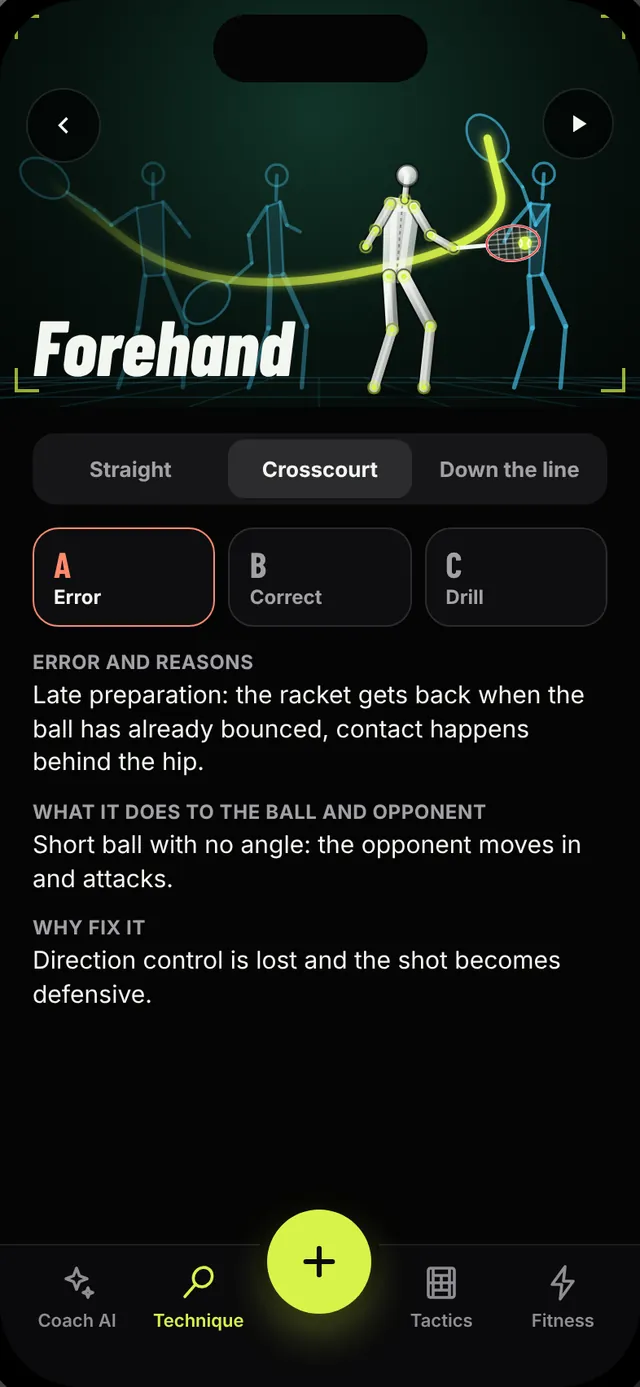 Forehand
Straight
Crosscourt
Down the line
A
Error
B
Correct
C
Drill
ERROR AND REASONS
Late preparation: the racket gets back when the
ball has already bounced, contact happens
behind the hip.
WHAT IT DOES TO THE BALL AND OPPONENT
Short ball with no angle: the opponent moves in
and attacks.
WHY FIX IT
Direction control is lost and the shot becomes
defensive.
Coach AI
Technique
Tactics
Fitness